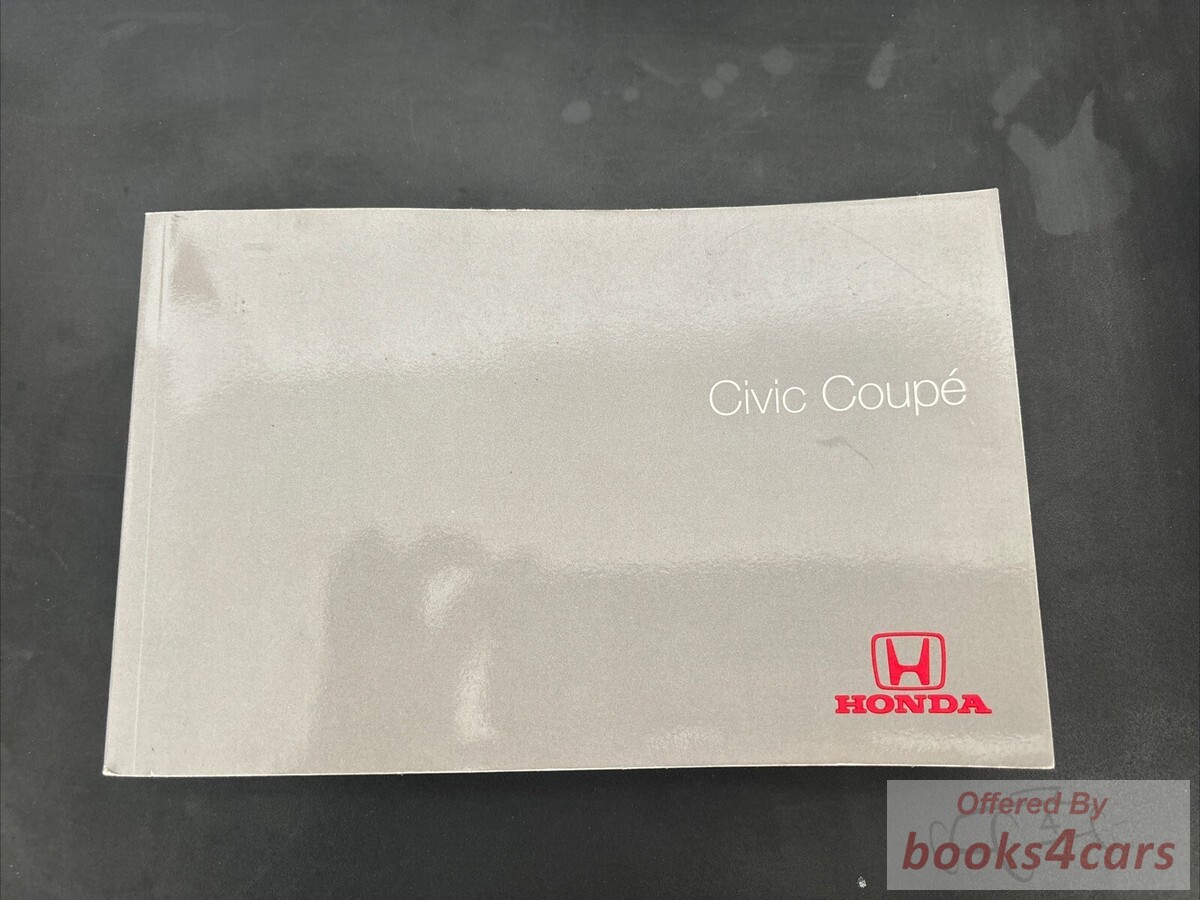 Civic Coupé
HONDA
Offered By
books4cars